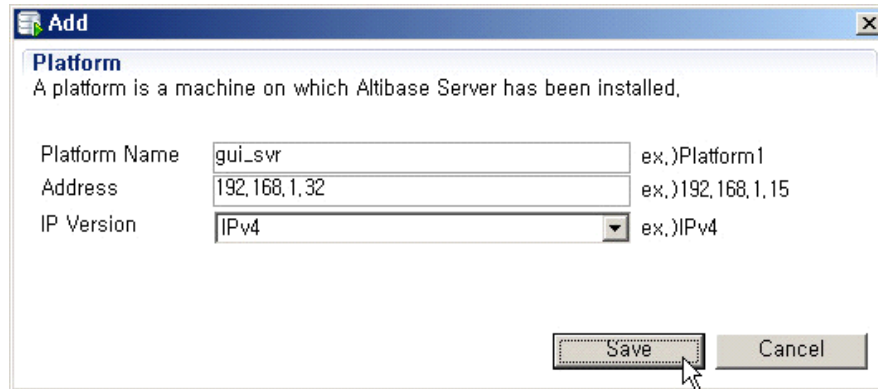 Add
Platform
A platform is a machine on which Altibase Server has been installed.
Platform Name gui_svr ex.)Platform1
Address 192.168.1.32 ex.)192.168.1.15
IP Version IPv4 ex.)IPv4
Save Cancel